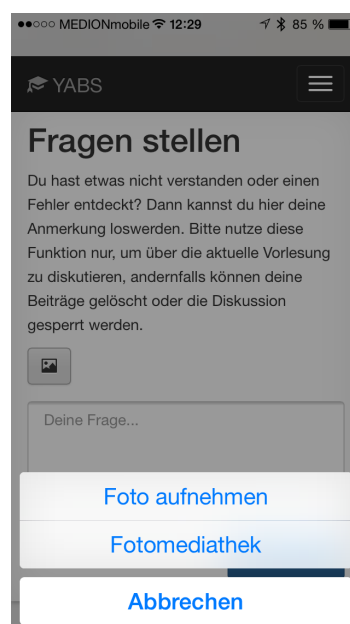 MEDIONmobile 12:29 85 %
YABS
Fragen stellen
Du hast etwas nicht verstanden oder einen
Fehler entdeckt? Dann kannst du hier deine
Anmerkung loswerden. Bitte nutze diese
Funktion nur, um über die aktuelle Vorlesung
zu diskutieren, andernfalls können deine
Beiträge gelöscht oder die Diskussion
gesperrt werden.
Deine Frage...
Foto aufnehmen
Fotomediathek
Abbrechen